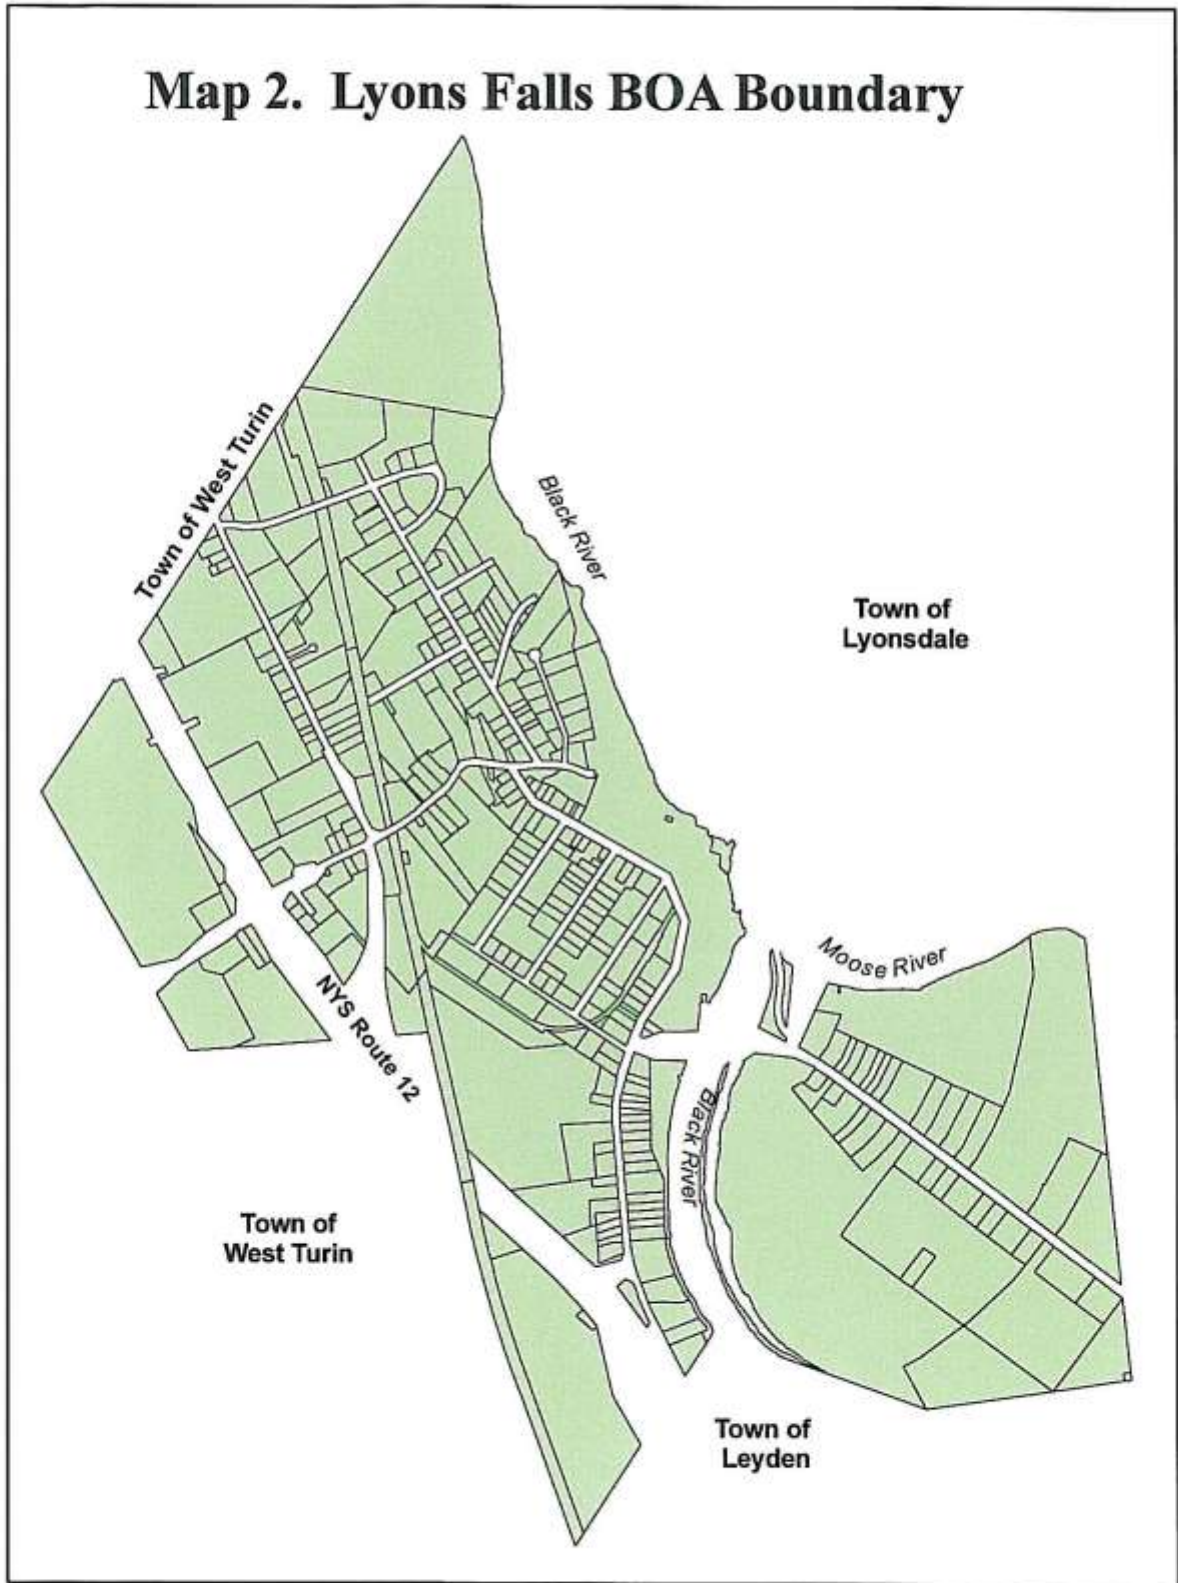 Map 2.  Lyons Falls BOA Boundary
Town of West Turin
Black River
Town of
Lyonsdale
Moose River
NYS Route 12
Black River
Town of
West Turin
Town of
Leyden